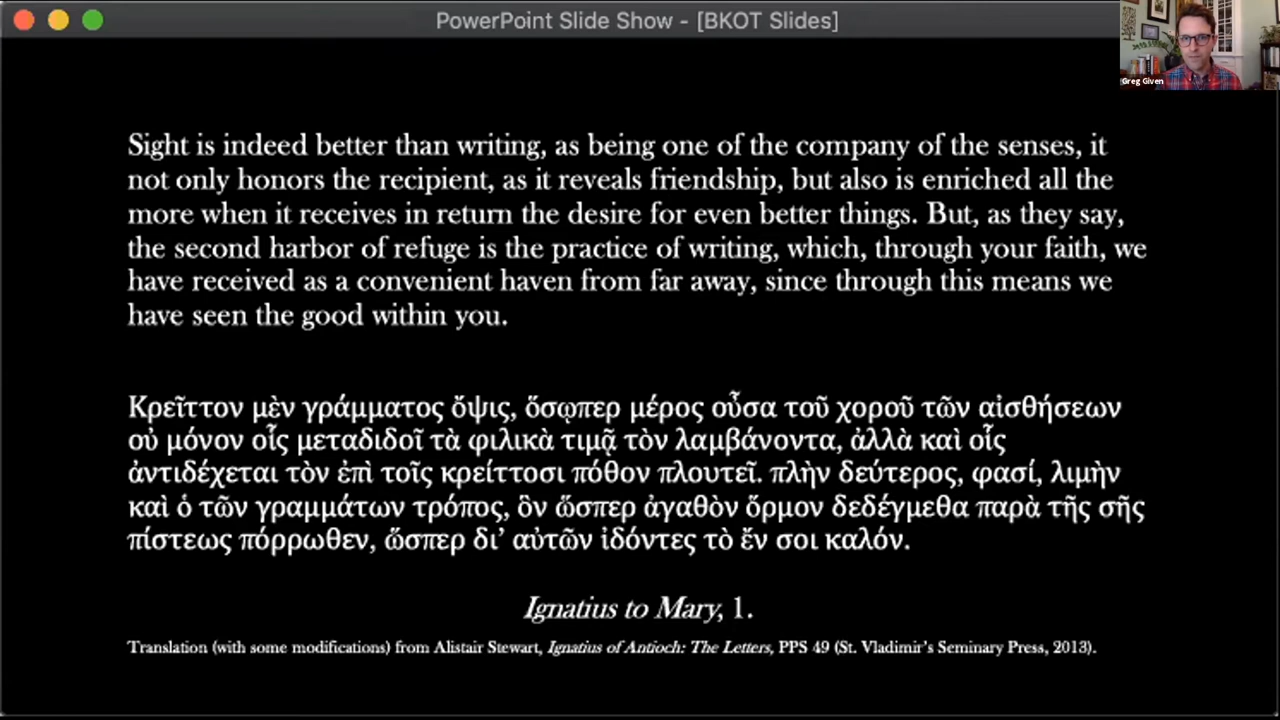 PowerPoint Slide Show - [BKOT Slides]
Greg Given
Sight is indeed better than writing, as being one of the company of the senses, it
not only honors the recipient, as it reveals friendship, but also is enriched all the
more when it receives in return the desire for even better things. But, as they say,
the second harbor of refuge is the practice of writing, which, through your faith, we
have received as a convenient haven from far away, since through this means we
have seen the good within you.
Κρεῖττον μὲν γράμματος ὄψις, ὅσῳπερ μέρος οὖσα τοῦ χοροῦ τῶν αἰσθήσεων
οὐ μόνον οἷς μεταδιδοῖ τὰ φιλικὰ τιμᾷ τὸν λαμβάνοντα, ἀλλὰ καὶ οἷς
ἀντιδέχεται τὸν ἐπὶ τοῖς κρείττοσι πόθον πλουτεῖ. πλὴν δεύτερος, φασί, λιμὴν
καὶ ὁ τῶν γραμμάτων τρόπος, ὃν ὥσπερ ἀγαθὸν ὅρμον δεδέγμεθα παρὰ τῆς σῆς
πίστεως πόρρωθεν, ὥσπερ δι’ αὐτῶν ἰδόντες τὸ ἔν σοι καλόν.
Ignatius to Mary, 1.
Translation (with some modifications) from Alistair Stewart, Ignatius of Antioch: The Letters, PPS 49 (St. Vladimir’s Seminary Press, 2013).